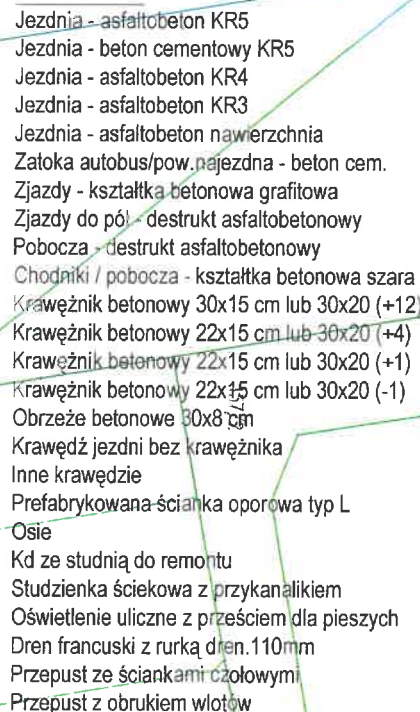 Jezdnia - asfaltobeton KR5
Jezdnia - beton cementowy KR5
Jezdnia - asfaltobeton KR4
Jezdnia - asfaltobeton KR3
Jezdnia - asfaltobeton nawierzchnia
Zatoka autobus/pow.najezdna - beton cem.
Zjazdy - kształtka betonowa grafitowa
Zjazdy do pól - destrukt asfaltobetonowy
Pobocza - destrukt asfaltobetonowy
Chodniki / pobocza - kształtka betonowa szara
Krawężnik betonowy 30x15 cm lub 30x20 (+12)
Krawężnik betonowy 22x15 cm lub 30x20 (+4)
Krawężnik betonowy 22x15 cm lub 30x20 (+1)
Krawężnik betonowy 22x15 cm lub 30x20 (-1)
Obrzeże betonowe 30x8 cm
Krawędź jezdni bez krawężnika
Inne krawędzie
Prefabrykowana ścianka oporowa typ L
Osie
Kd ze studnią do remontu
Studzienka ściekowa z przykanalikiem
Oświetlenie uliczne z prześciem dla pieszych
Dren francuski z rurką dren.110mm
Przepust ze ściankami czołowymi
Przepust z obrukiem wlotów